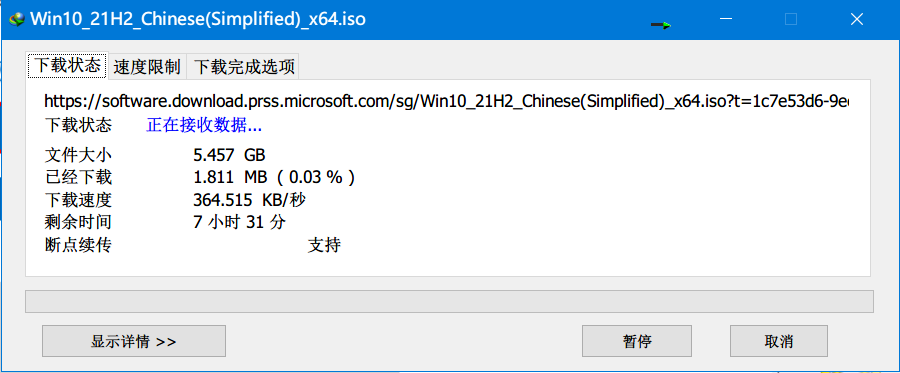 Win10_21H2_Chinese(Simplified)_x64.iso
下载状态 速度限制 下载完成选项
https://software.download.prss.microsoft.com/sg/Win10_21H2_Chinese(Simplified)_x64.iso?t=1c7e53d6-9e
下载状态 正在接收数据...
文件大小 5.457 GB
已经下载 1.811 MB ( 0.03 % )
下载速度 364.515 KB/秒
剩余时间 7 小时 31 分
断点续传 支持
显示详情 >> 暂停 取消